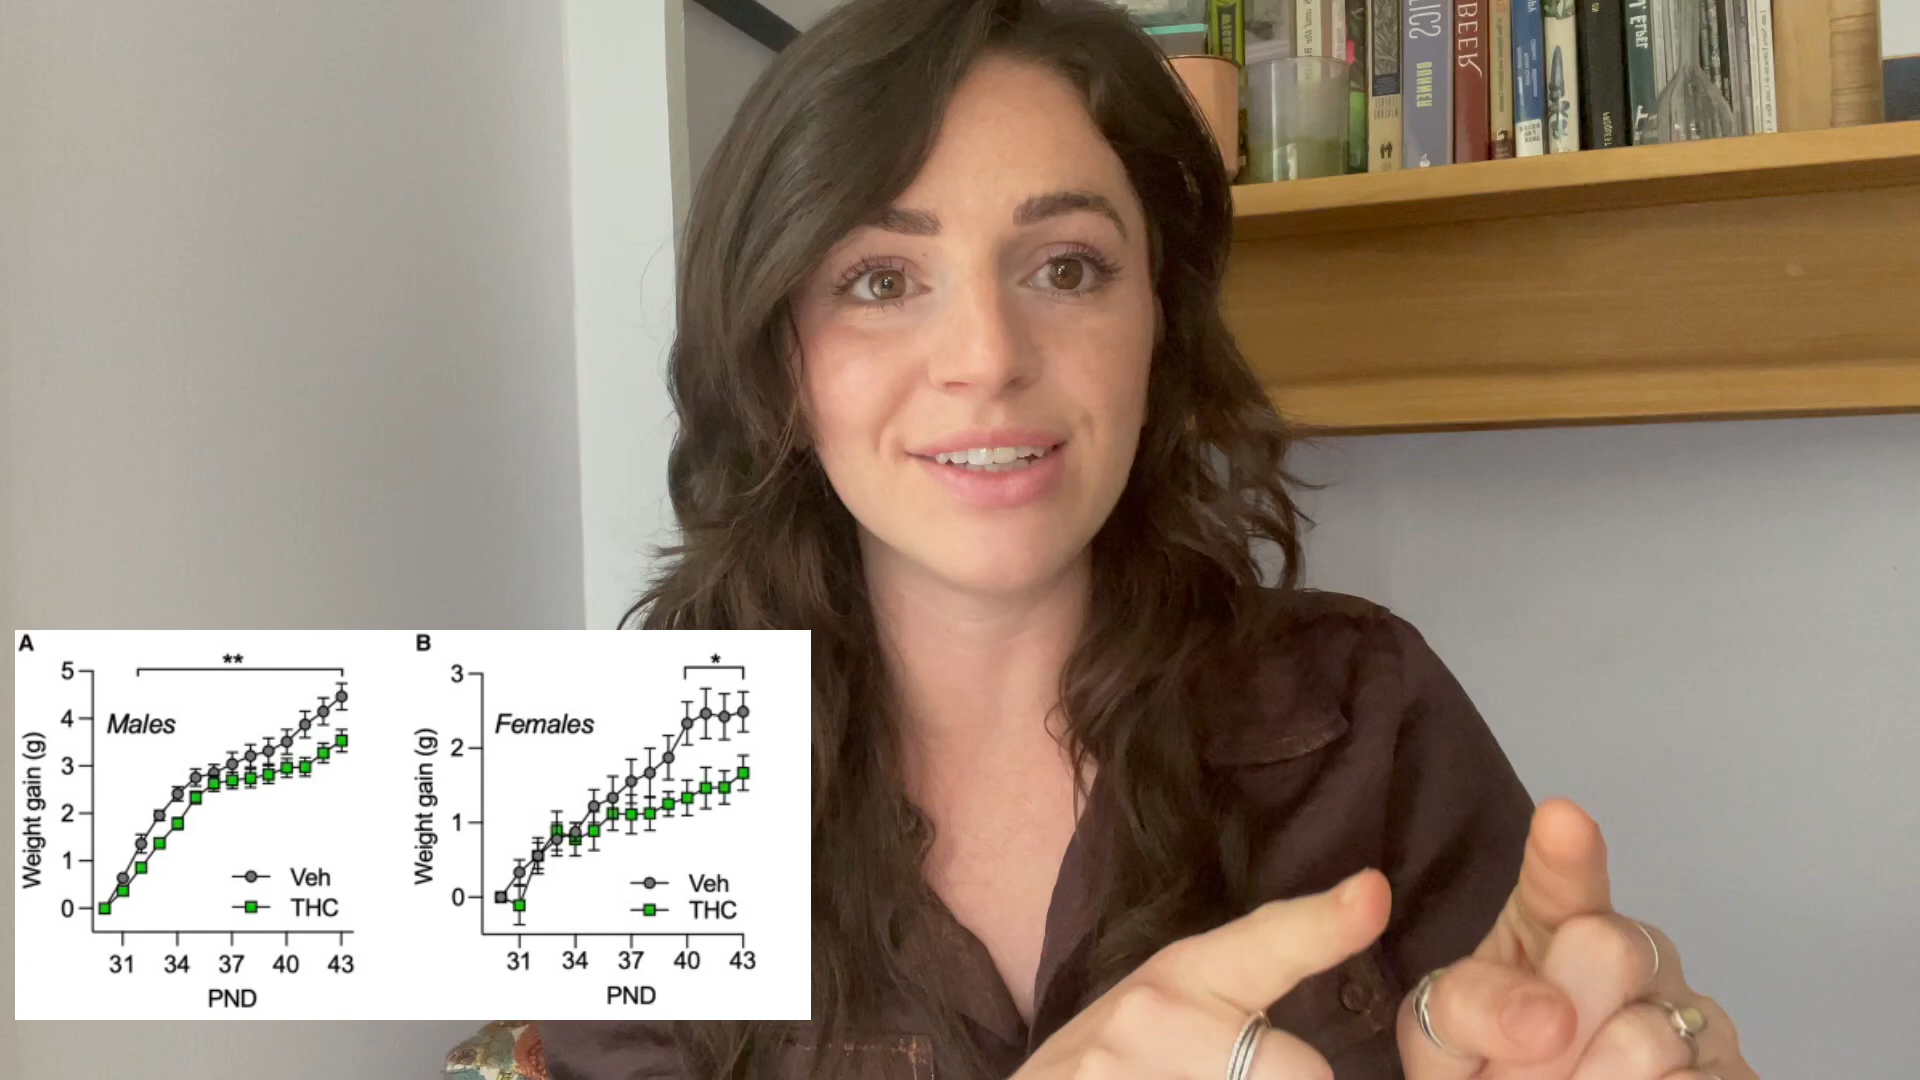 A
**
5
4
3
2
1
0
Weight gain (g)
Males
Veh
THC
31 34 37 40 43
PND
B
*
3
2
1
0
Weight gain (g)
Females
Veh
THC
31 34 37 40 43
PND
BEER